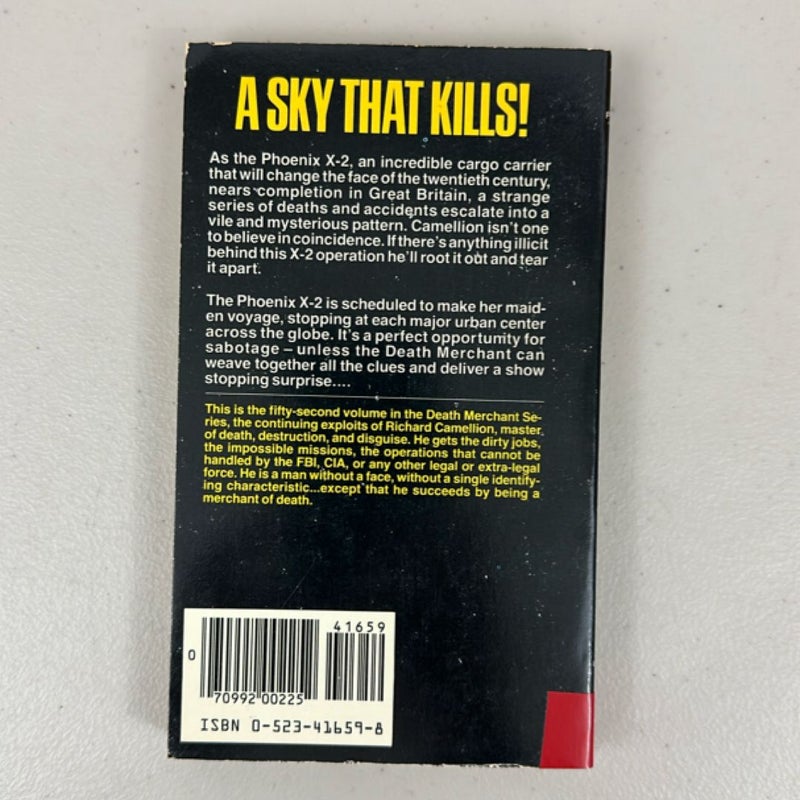 A SKY THAT KILLS!
As the Phoenix X-2, an incredible cargo carrier
that will change the face of the twentieth century,
nears completion in Great Britain, a strange
series of deaths and accidents escalate into a
vile and mysterious pattern. Camellion isn't one
to believe in coincidence. If there's anything illicit
behind this X-2 operation he'll root it out and tear
it apart.
The Phoenix X-2 is scheduled to make her maid-
en voyage, stopping at each major urban center
across the globe. It's a perfect opportunity for
sabotage – unless the Death Merchant can
weave together all the clues and deliver a show
stopping surprise....
This is the fifty-second volume in the Death Merchant Se-
ries, the continuing exploits of Richard Camellion, master,
of death, destruction, and disguise. He gets the dirty jobs,
the impossible missions, the operations that cannot be
handled by the FBI, CIA, or any other legal or extra-legal
force. He is a man without a face, without a single identify-
ing characteristic...except that he succeeds by being a
merchant of death.
41659
0
70992 00225
ISBN 0-523-41659-8